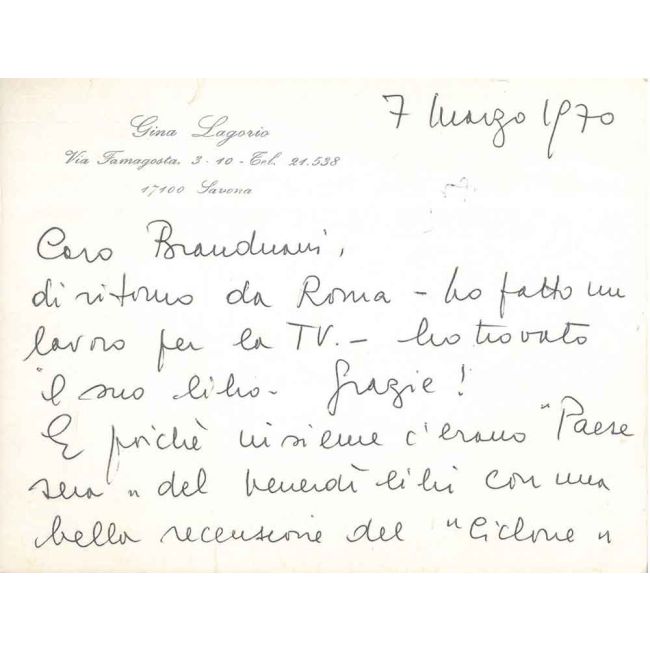 7 Marzo 1970
Gina Lagorio
Via Famagosta, 3-10 - Tel. 21.538
17100 Savona
Caro Branduani,
di ritorno da Roma - ho fatto un
lavoro per la TV. - ho trovato
il suo libro. Grazie!
E poichè insieme c'erano "Paese
sera" del Venerdì libri con una
bella recensione del "Ciclone"